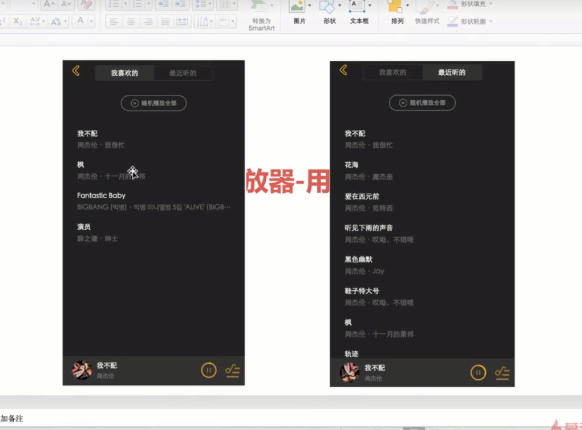 转换为
SmartArt
图片
形状
文本框
排列
快速样式
形状填充
形状轮廓
我喜欢的
最近听的
随机播放全部
我不配
周杰伦 · 我很忙
枫
周杰伦 · 十一月的萧邦
Fantastic Baby
BIGBANG (빅뱅) · 빅뱅 미니앨범 5집 'ALIVE' (BIGB···
演员
薛之谦 · 绅士
我不配
周杰伦
放器-用
我喜欢的
最近听的
随机播放全部
我不配
周杰伦 · 我很忙
花海
周杰伦 · 魔杰座
爱在西元前
周杰伦 · 范特西
听见下雨的声音
周杰伦 · 哎呦，不错哦
黑色幽默
周杰伦 · Jay
鞋子特大号
周杰伦 · 哎呦，不错哦
枫
周杰伦 · 十一月的萧邦
轨迹
我不配
周杰伦
加备注